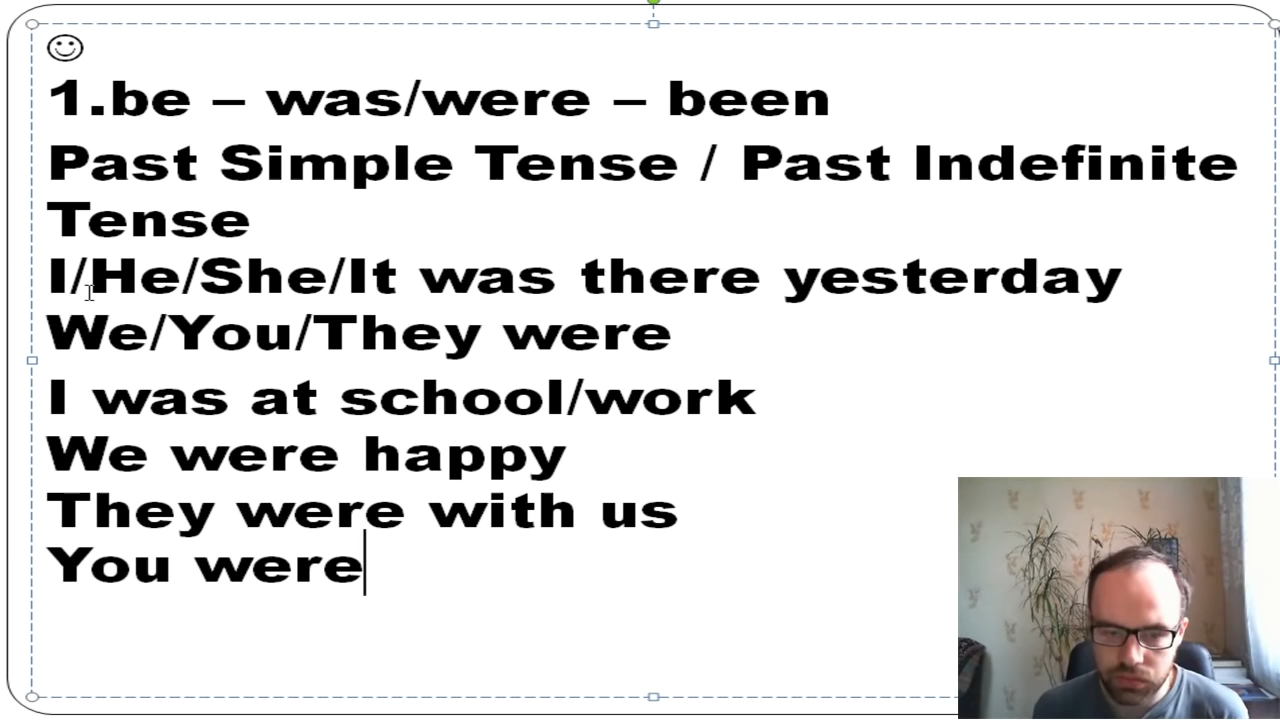 1.be – was/were – been
Past Simple Tense / Past Indefinite
Tense
I/He/She/It was there yesterday
We/You/They were
I was at school/work
We were happy
They were with us
You were